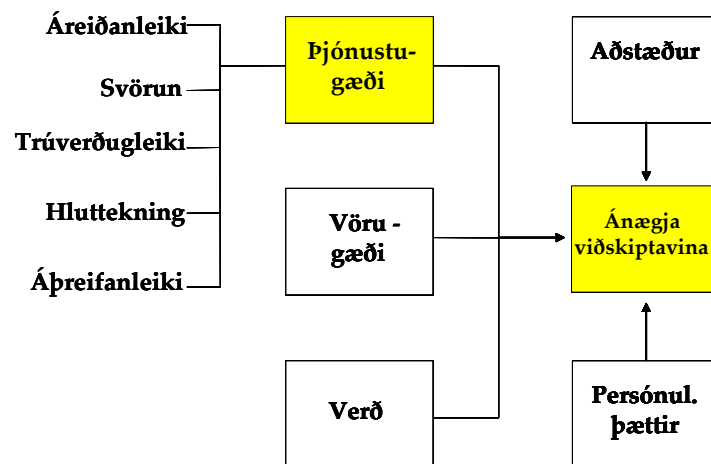 Áreiðanleiki
Svörun
Trúverðugleiki
Hluttekning
Áþreifanleiki
Þjónustu-
gæði
Vöru -
gæði
Verð
Aðstæður
Ánægja
viðskiptavina
Persónul.
þættir